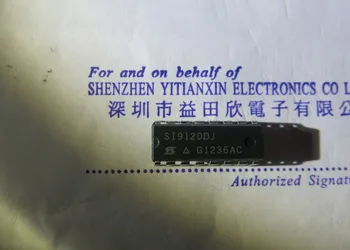 For and on behalf of
SHENZHEN YITIANXIN ELECTRONICS CO L
深圳市益田欣電子有限公
SI9120DJ
G1236AC
Authorized Signat